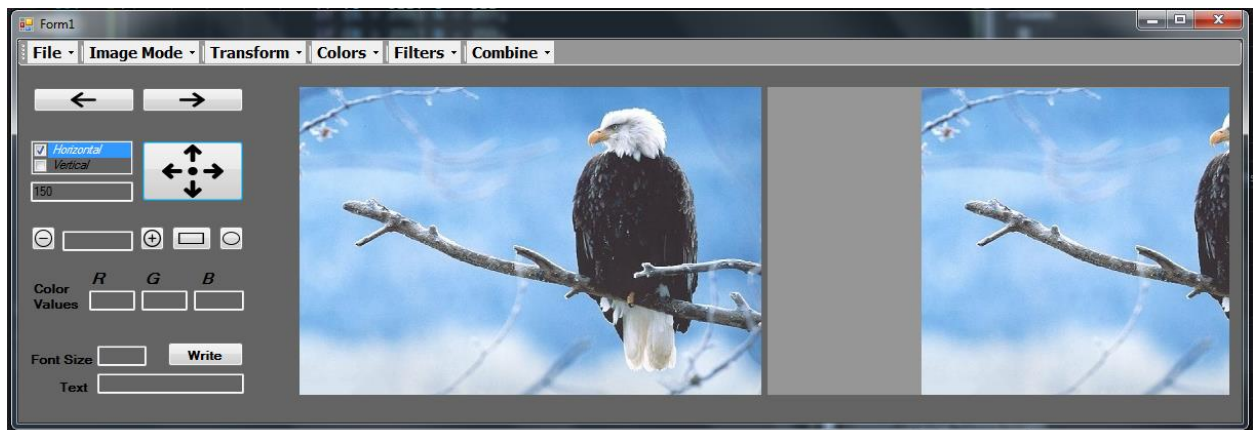 Form1
File Image Mode Transform Colors Filters Combine
Horizontal
Vertical
150
R G B
Color
Values
Font Size Write
Text